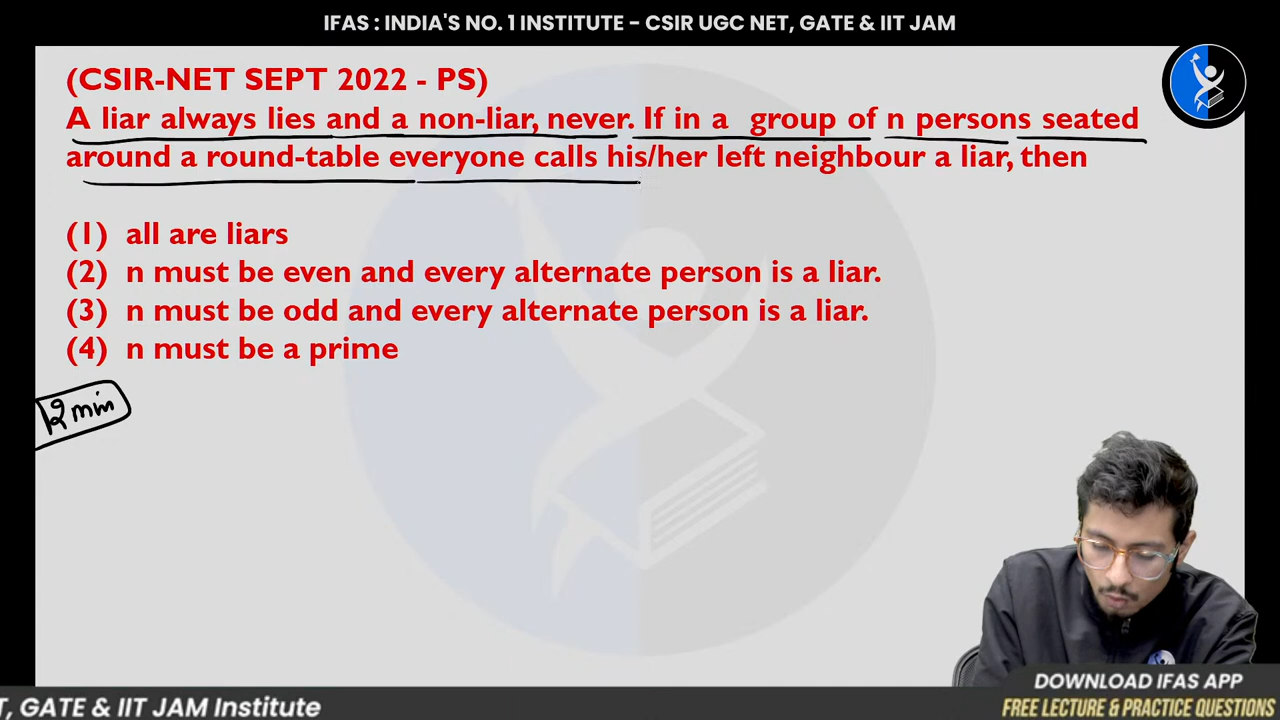 IFAS : INDIA'S NO. 1 INSTITUTE - CSIR UGC NET, GATE & IIT JAM
(CSIR-NET SEPT 2022 - PS)
A liar always lies and a non-liar, never. If in a group of n persons seated
around a round-table everyone calls his/her left neighbour a liar, then
(1) all are liars
(2) n must be even and every alternate person is a liar.
(3) n must be odd and every alternate person is a liar.
(4) n must be a prime
2 min
DOWNLOAD IFAS APP
T, GATE & IIT JAM Institute
FREE LECTURE & PRACTICE QUESTIONS